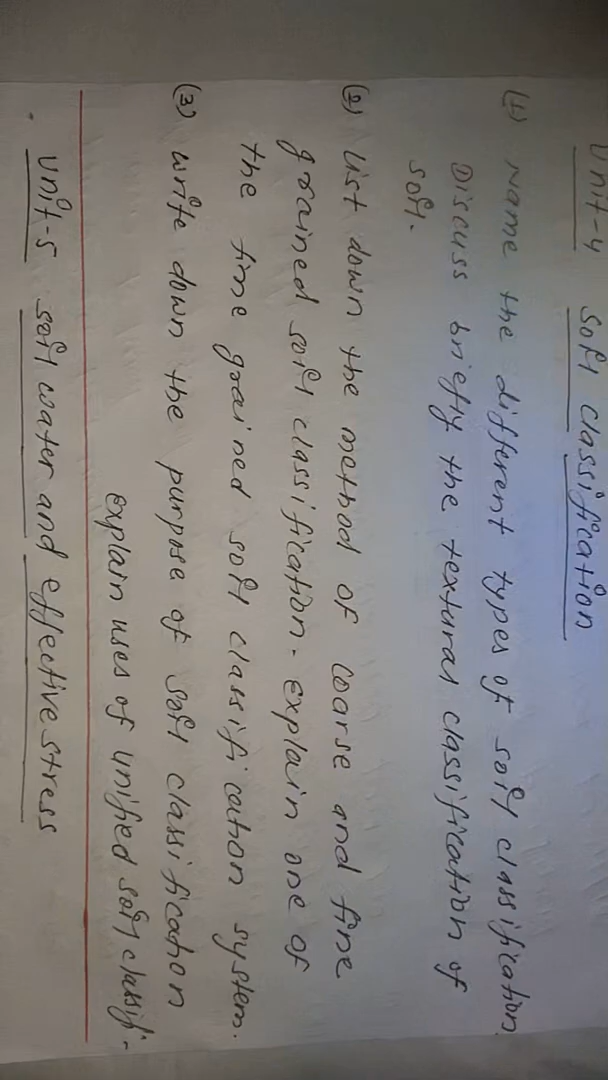 Unit-4 soil classification
(1) Name the different types of soil classification.
Discuss briefly the textural classification of
soil.
(2) List down the method of coarse and fine
grained soil classification. explain one of
the fine grained soil classification system.
(3) write down the purpose of soil classification
explain uses of unified soil classif-
Unit-5 soil water and effective stress